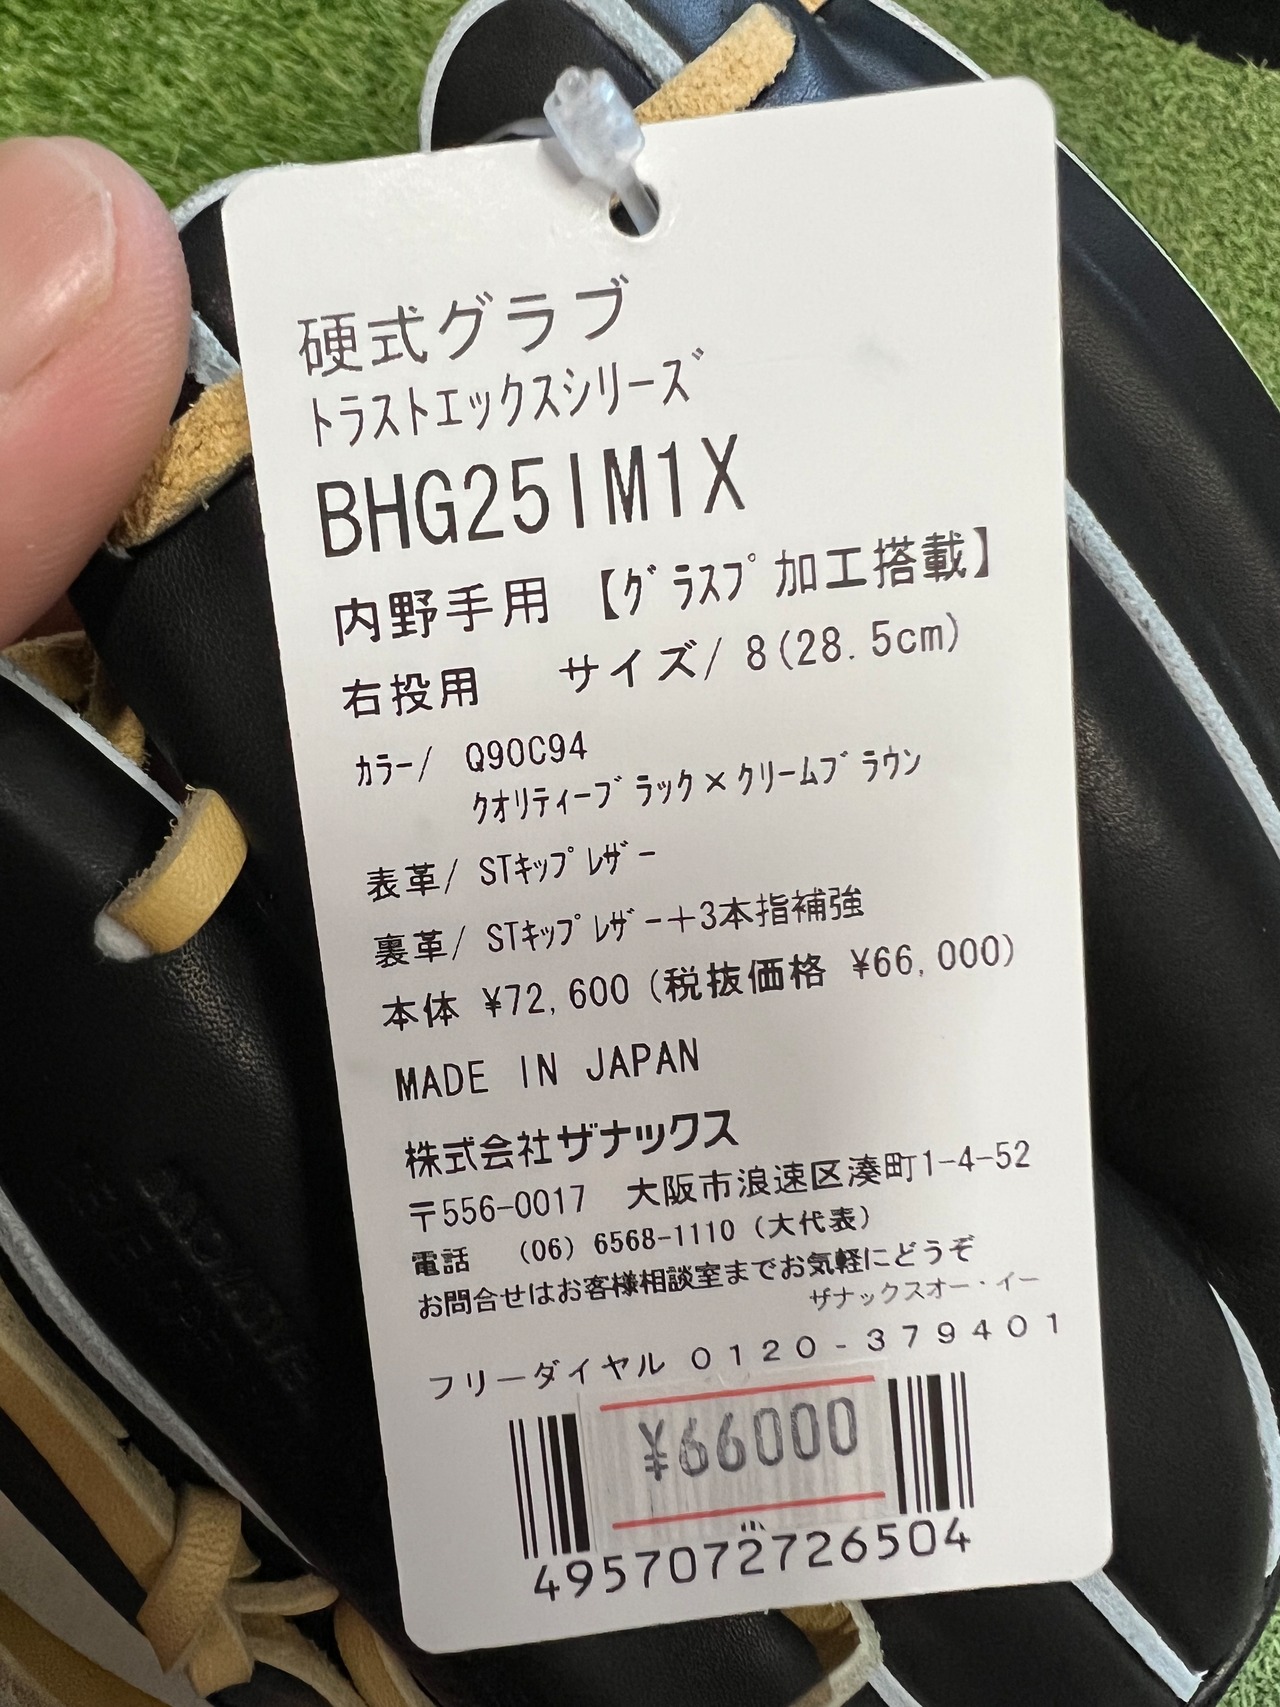 硬式グラブ
ﾄﾗｽﾄｴｯｸｽｼﾘｰｽﾞ
BHG25IM1X
内野手用 【ｸﾞﾗｽﾌﾟ加工搭載】
右投用 サイズ/ 8(28.5cm)
ｶﾗｰ/ Q90C94
ｸｵﾘﾃｨｰﾌﾞﾗｯｸ×ｸﾘｰﾑﾌﾞﾗｳﾝ
表革/ STｷｯﾌﾟﾚｻﾞｰ
裏革/ STｷｯﾌﾟﾚｻﾞｰ+3本指補強
本体 ¥72,600 (税抜価格 ¥66,000)
MADE IN JAPAN
株式会社ザナックス
〒556-0017 大阪市浪速区湊町1-4-52
電話 (06) 6568-1110 (大代表)
お問合せはお客様相談室までお気軽にどうぞ
ザナックスオー・イー
フリーダイヤル 0120-379401
¥66000
4957072726504